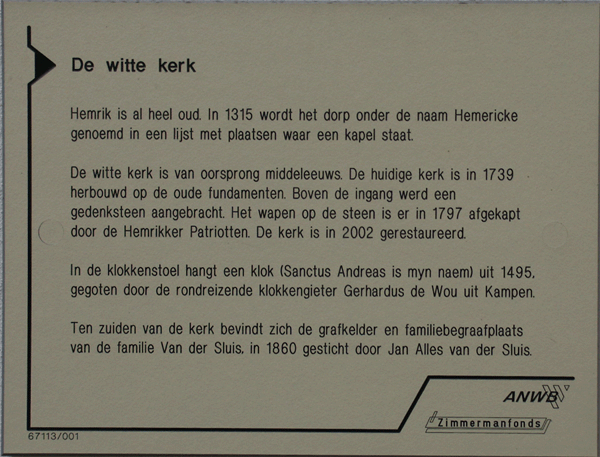 De witte kerk
Hemrik is al heel oud. In 1315 wordt het dorp onder de naam Hemericke
genoemd in een lijst met plaatsen waar een kapel staat.
De witte kerk is van oorsprong middeleeuws. De huidige kerk is in 1739
herbouwd op de oude fundamenten. Boven de ingang werd een
gedenksteen aangebracht. Het wapen op de steen is er in 1797 afgekapt
door de Hemrikker Patriotten. De kerk is in 2002 gerestaureerd.
In de klokkenstoel hangt een klok (Sanctus Andreas is myn naem) uit 1495,
gegoten door de rondreizende klokkengieter Gerhardus de Wou uit Kampen.
Ten zuiden van de kerk bevindt zich de grafkelder en familiebegraafplaats
van de familie Van der Sluis, in 1860 gesticht door Jan Alles van der Sluis.
ANWB
Zimmermanfonds
67113/001